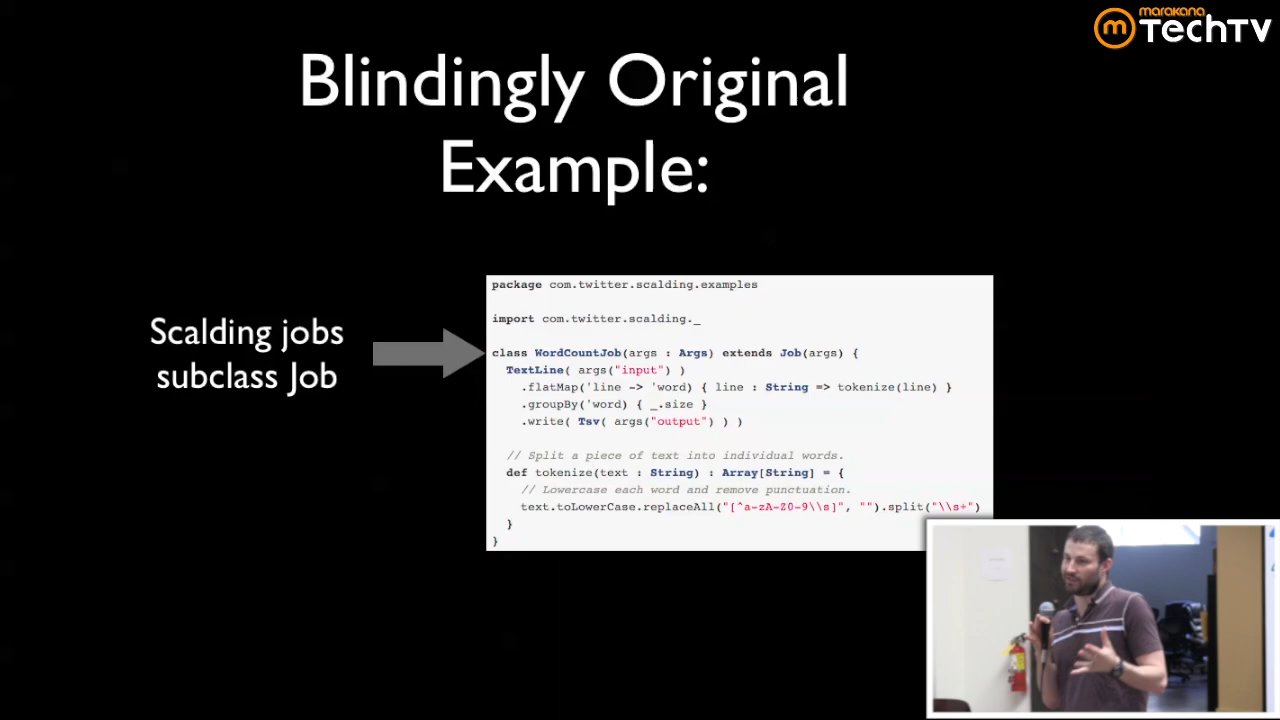 marakana
TechTV
Blindingly Original
Example:
Scalding jobs
subclass Job
package com.twitter.scalding.examples
import com.twitter.scalding._
class WordCountJob(args : Args) extends Job(args) {
TextLine( args("input") )
.flatMap('line -> 'word) { line : String => tokenize(line) }
.groupBy('word) { _.size }
.write( Tsv( args("output") ) )
// Split a piece of text into individual words.
def tokenize(text : String) : Array[String] = {
// Lowercase each word and remove punctuation.
text.toLowerCase.replaceAll("[^a-zA-Z0-9\\s]", "").split("\\s+")
}
}